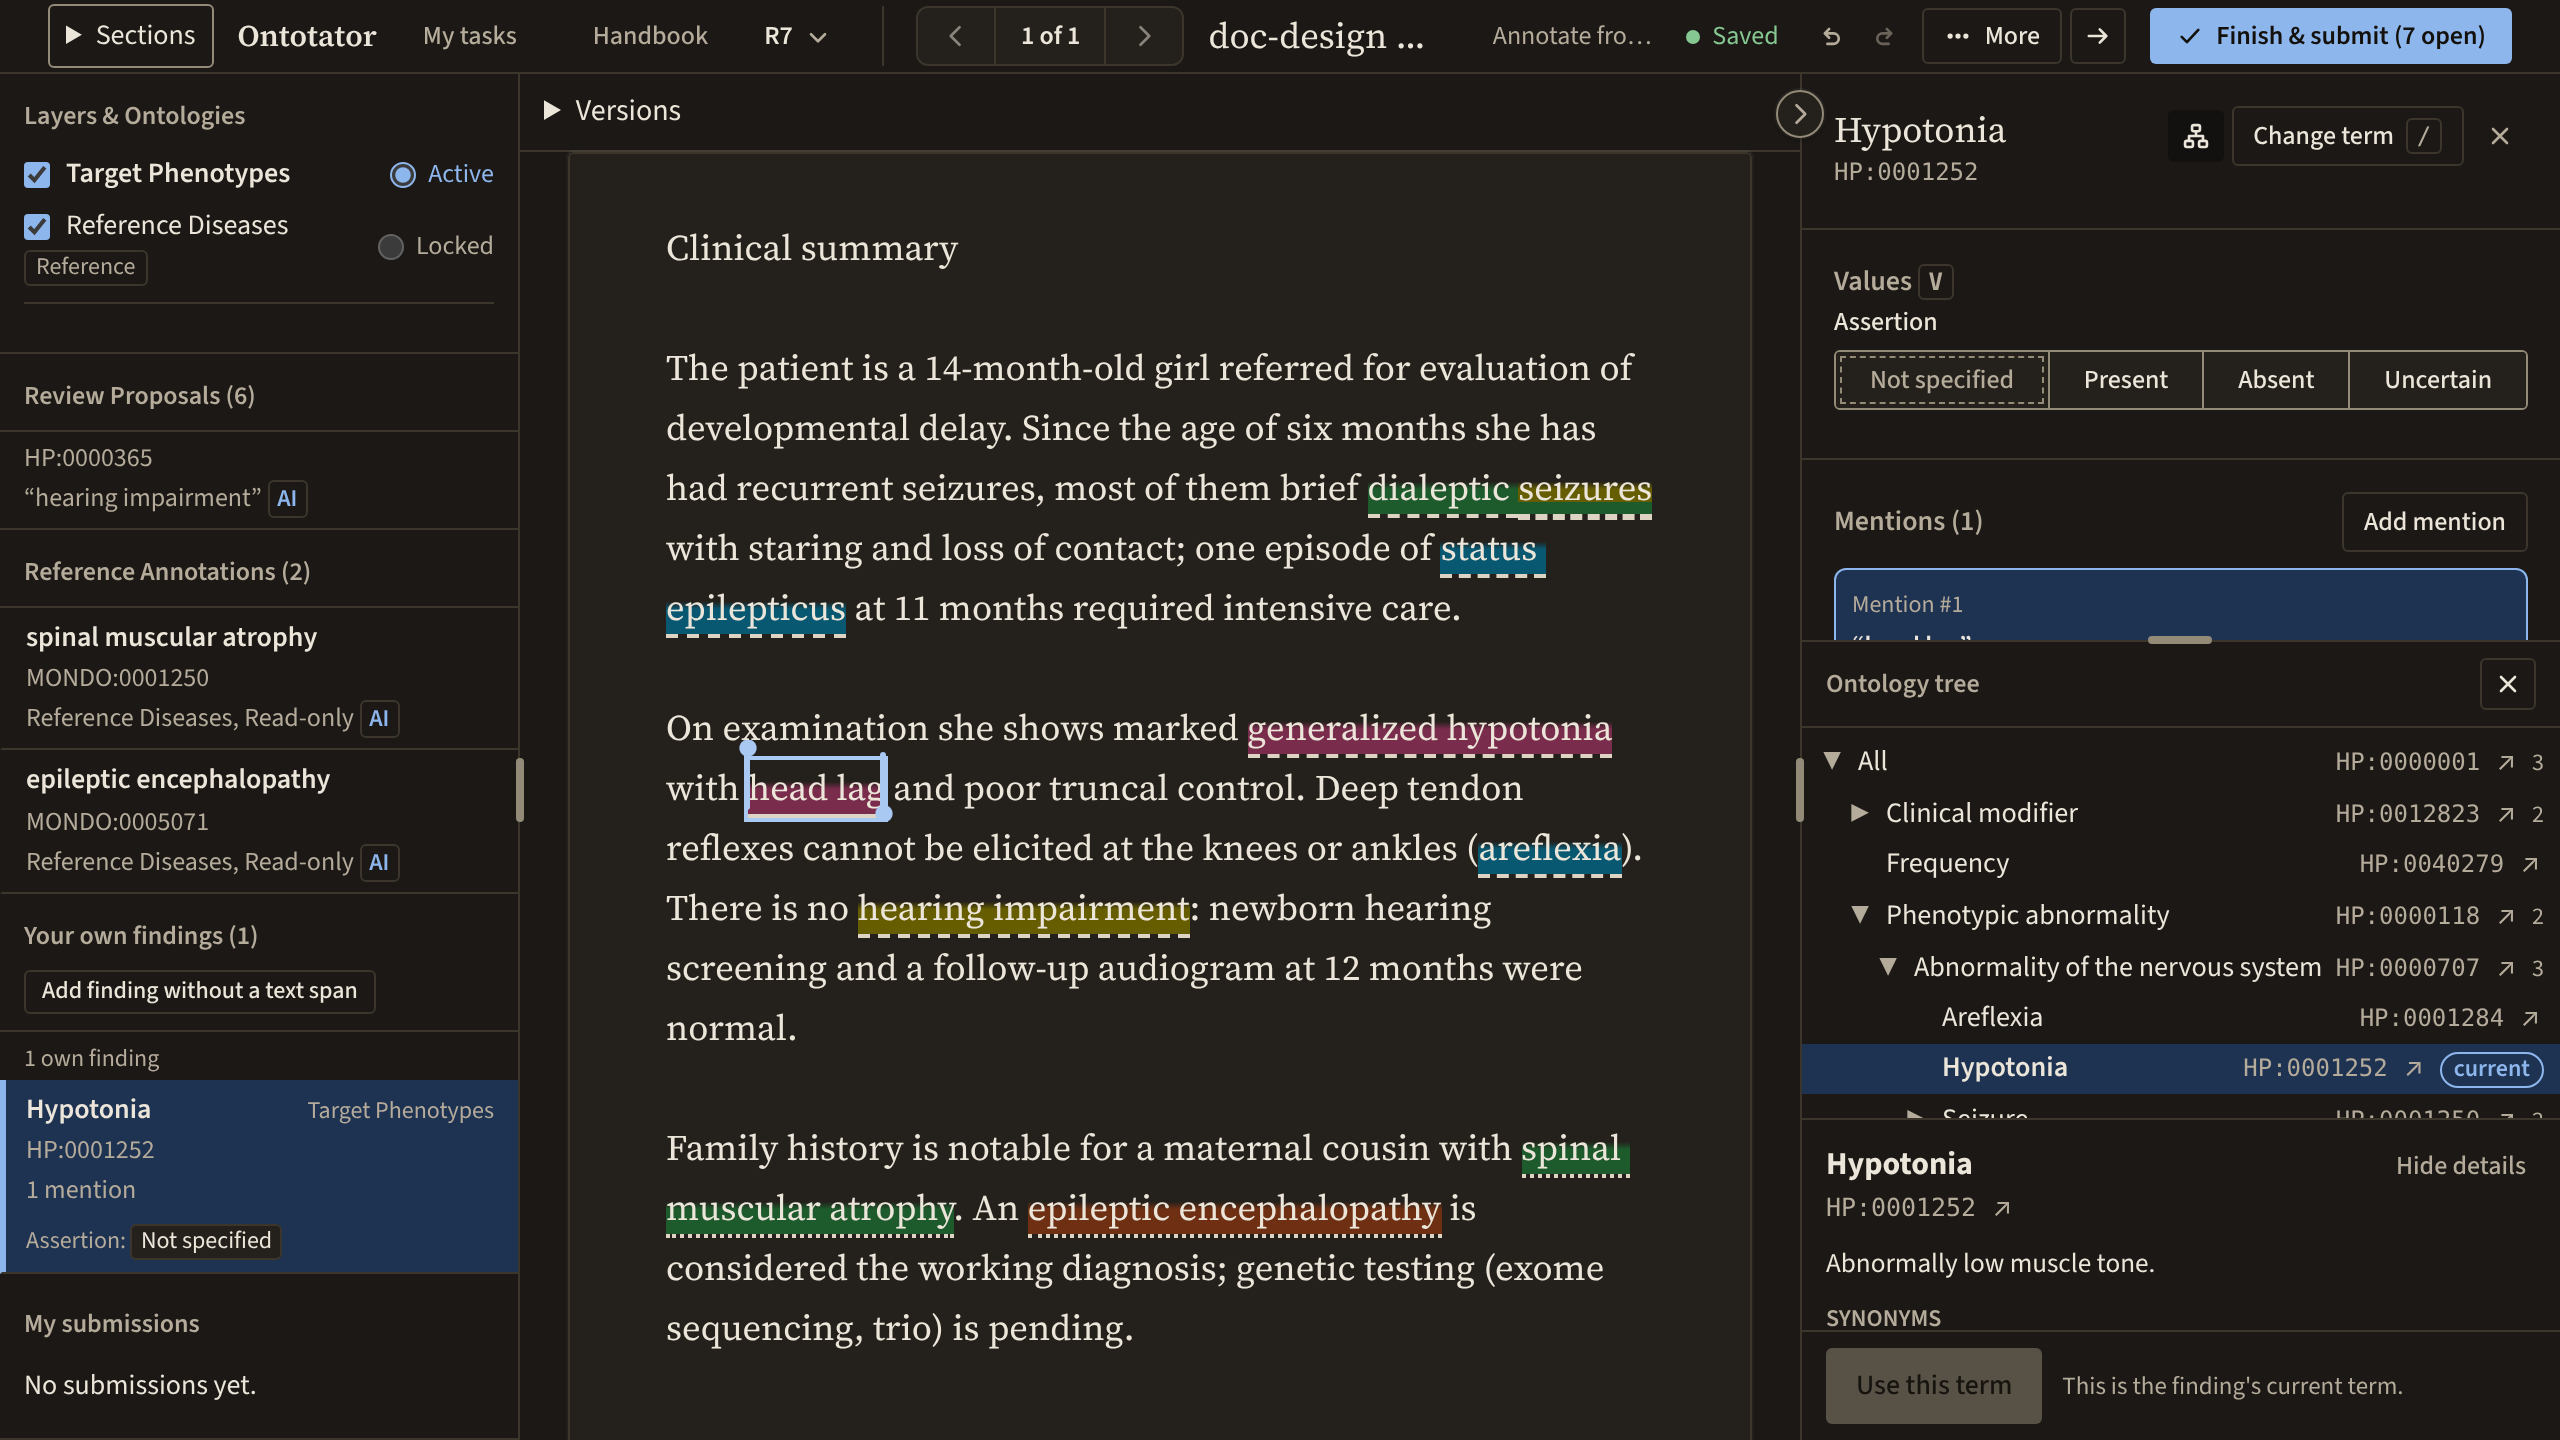 Sections
Ontotator
My tasks
Handbook
R7
1 of 1
doc-design ...
Annotate fro...
Saved
More
Finish & submit (7 open)
Layers & Ontologies
Target Phenotypes
Active
Reference Diseases
Reference
Locked
Review Proposals (6)
HP:0000365
“hearing impairment” AI
Reference Annotations (2)
spinal muscular atrophy
MONDO:0001250
Reference Diseases, Read-only AI
epileptic encephalopathy
MONDO:0005071
Reference Diseases, Read-only AI
Your own findings (1)
Add finding without a text span
1 own finding
Hypotonia Target Phenotypes
HP:0001252
1 mention
Assertion: Not specified
My submissions
No submissions yet.
Versions
Clinical summary
The patient is a 14-month-old girl referred for evaluation of
developmental delay. Since the age of six months she has
had recurrent seizures, most of them brief dialeptic seizures
with staring and loss of contact; one episode of status
epilepticus at 11 months required intensive care.
On examination she shows marked generalized hypotonia
with head lag and poor truncal control. Deep tendon
reflexes cannot be elicited at the knees or ankles (areflexia).
There is no hearing impairment: newborn hearing
screening and a follow-up audiogram at 12 months were
normal.
Family history is notable for a maternal cousin with spinal
muscular atrophy. An epileptic encephalopathy is
considered the working diagnosis; genetic testing (exome
sequencing, trio) is pending.
Hypotonia
HP:0001252
Change term /
Values V
Assertion
Not specified
Present
Absent
Uncertain
Mentions (1)
Add mention
Mention #1
Ontology tree
All HP:0000001 3
Clinical modifier HP:0012823 2
Frequency HP:0040279
Phenotypic abnormality HP:0000118 2
Abnormality of the nervous system HP:0000707 3
Areflexia HP:0001284
Hypotonia HP:0001252 current
Seizure HP:0001250
Hypotonia
Hide details
HP:0001252
Abnormally low muscle tone.
SYNONYMS
Use this term
This is the finding's current term.